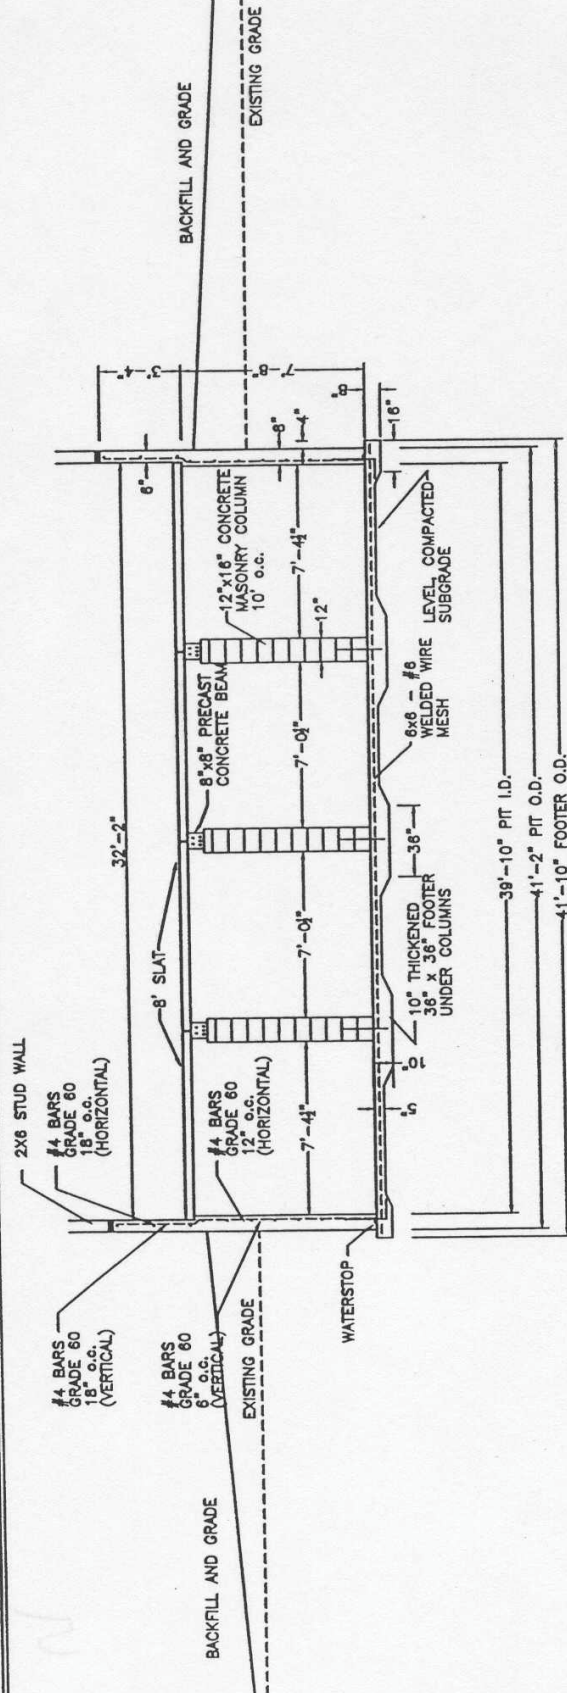 2X6 STUD WALL
#4 BARS
GRADE 60
18" o.c.
(HORIZONTAL)
#4 BARS
GRADE 60
18" o.c.
(VERTICAL)
#4 BARS
GRADE 60
6" o.c.
(VERTICAL)
EXISTING GRADE
BACKFILL AND GRADE
32'-2"
8' SLAT
8"x8" PRECAST
CONCRETE BEAM
12"x16" CONCRETE
MASONRY COLUMN
10' o.c.
#4 BARS
GRADE 60
12" o.c.
(HORIZONTAL)
6"
3'-4"
7'-8"
8"
BACKFILL AND GRADE
EXISTING GRADE
7'-4½"
7'-0½"
7'-0½"
7'-4½"
12"
8"
4"
16"
WATERSTOP
5"
10"
10" THICKENED
36" x 36" FOOTER
UNDER COLUMNS
36"
6x6 - #6
WELDED WIRE
MESH
LEVEL, COMPACTED
SUBGRADE
39'-10" PIT I.D.
41'-2" PIT O.D.
41'-10" FOOTER O.D.